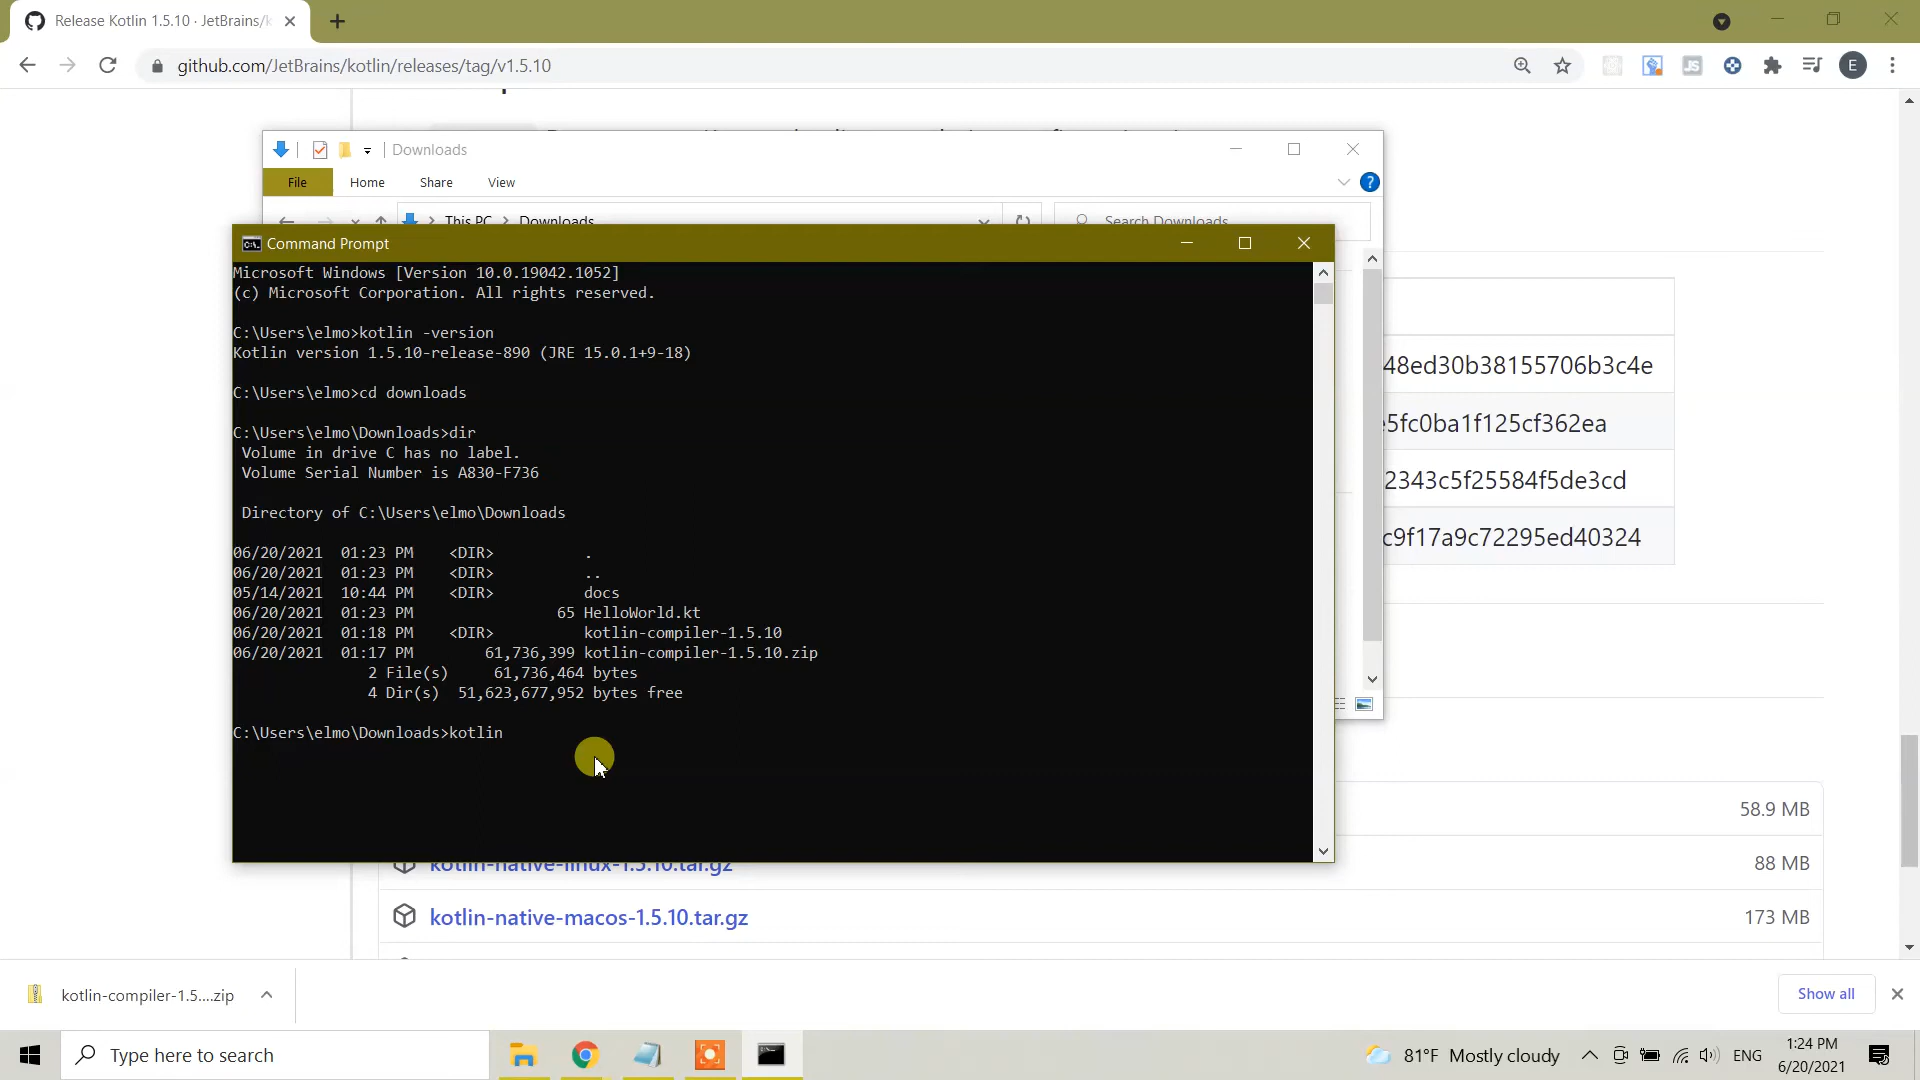 Release Kotlin 1.5.10 · JetBrains/k
github.com/JetBrains/kotlin/releases/tag/v1.5.10
E
Downloads
File
Home
Share
View
This PC
Downloads
Search Downloads
Command Prompt
Microsoft Windows [Version 10.0.19042.1052]
(c) Microsoft Corporation. All rights reserved.
C:\Users\elmo>kotlin -version
Kotlin version 1.5.10-release-890 (JRE 15.0.1+9-18)
C:\Users\elmo>cd downloads
C:\Users\elmo\Downloads>dir
Volume in drive C has no label.
Volume Serial Number is A830-F736
Directory of C:\Users\elmo\Downloads
06/20/2021 01:23 PM <DIR> .
06/20/2021 01:23 PM <DIR> ..
05/14/2021 10:44 PM <DIR> docs
06/20/2021 01:23 PM 65 HelloWorld.kt
06/20/2021 01:18 PM <DIR> kotlin-compiler-1.5.10
06/20/2021 01:17 PM 61,736,399 kotlin-compiler-1.5.10.zip
2 File(s) 61,736,464 bytes
4 Dir(s) 51,623,677,952 bytes free
C:\Users\elmo\Downloads>kotlin
48ed30b38155706b3c4e
e5fc0ba1f125cf362ea
2343c5f25584f5de3cd
c9f17a9c72295ed40324
58.9 MB
kotlin-native-linux-1.5.10.tar.gz
88 MB
kotlin-native-macos-1.5.10.tar.gz
173 MB
kotlin-compiler-1.5....zip
Show all
Type here to search
81°F Mostly cloudy
ENG
1:24 PM
6/20/2021